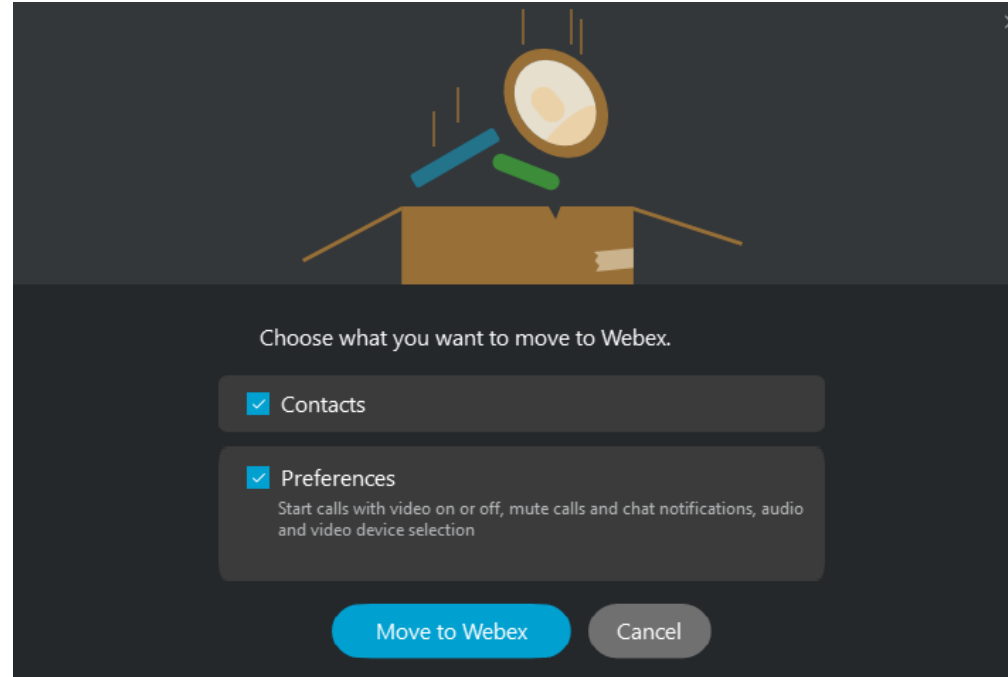 Choose what you want to move to Webex.
Contacts
Preferences
Start calls with video on or off, mute calls and chat notifications, audio
and video device selection
Move to Webex
Cancel